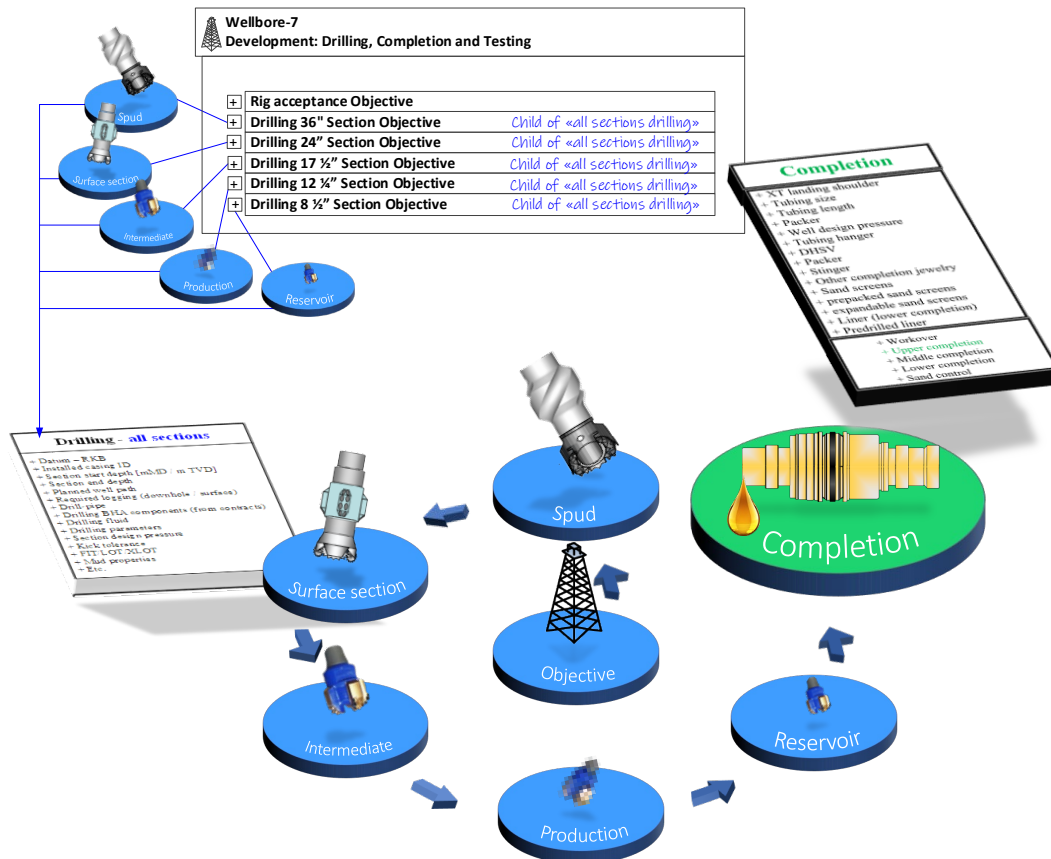 Wellbore-7
Development: Drilling, Completion and Testing
+ Rig acceptance Objective
+ Drilling 36" Section Objective Child of «all sections drilling»
+ Drilling 24” Section Objective Child of «all sections drilling»
+ Drilling 17 ½” Section Objective Child of «all sections drilling»
+ Drilling 12 ¼” Section Objective Child of «all sections drilling»
+ Drilling 8 ½” Section Objective Child of «all sections drilling»
Spud
Surface section
Intermediate
Production
Reservoir
Completion
+ XT landing shoulder
+ Tubing size
+ Tubing length
+ Packer
+ Well design pressure
+ Tubing hanger
+ DHSV
+ Packer
+ Stinger
+ Other completion jewelry
+ Sand screens
+ prepacked sand screens
+ expandable sand screens
+ Liner (lower completion)
+ Predrilled liner
+ Workover
+ Upper completion
+ Middle completion
+ Lower completion
+ Sand control
Drilling - all sections
+ Datum – RKB
+ Installed casing ID
+ Section start depth [mMD / m TVD]
+ Section end depth
+ Planned well path
+ Required logging (downhole / surface)
+ Drill-pipe
+ Drilling BHA components (from contracts)
+ Drilling fluid
+ Drilling parameters
+ Section design pressure
+ Kick tolerance
+ FIT/LOT/XLOT
+ Mud properties
+ Etc.
Spud
Completion
Surface section
Objective
Intermediate
Reservoir
Production